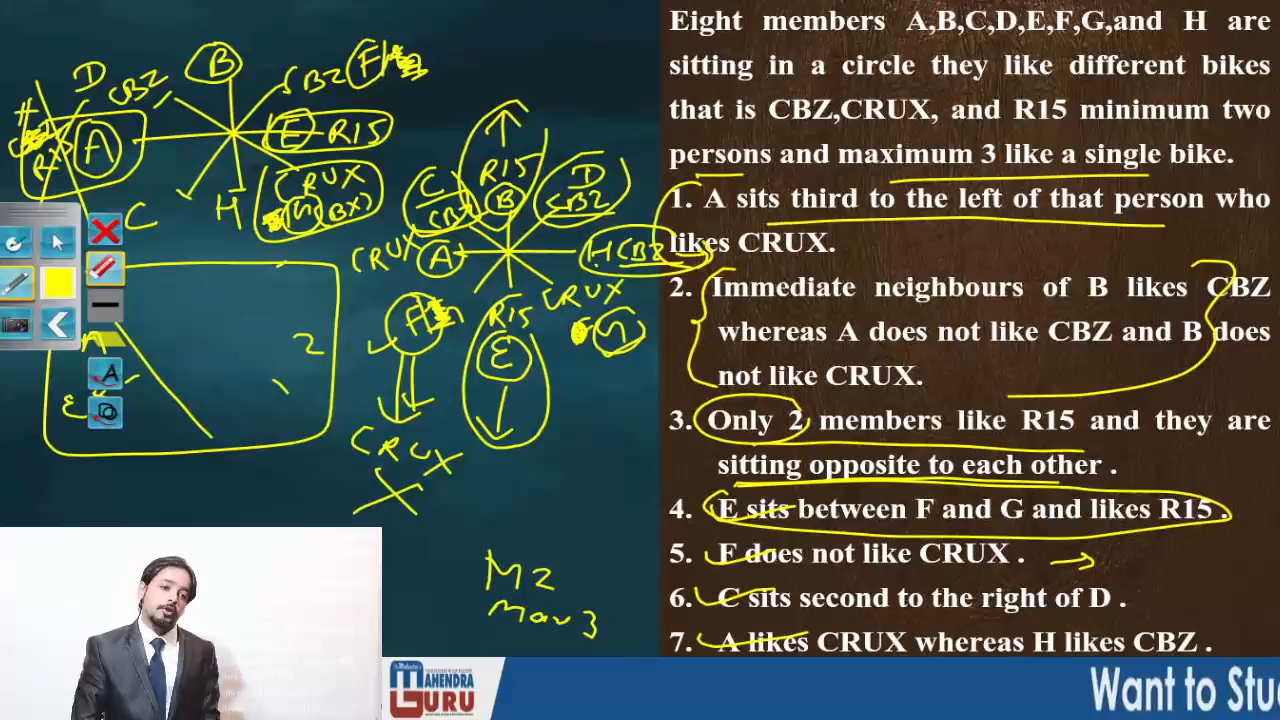 Eight members A,B,C,D,E,F,G,and H are
sitting in a circle they like different bikes
that is CBZ,CRUX, and R15 minimum two
persons and maximum 3 like a single bike.
1. A sits third to the left of that person who
likes CRUX.
2. Immediate neighbours of B likes CBZ
whereas A does not like CBZ and B does
not like CRUX.
3. Only 2 members like R15 and they are
sitting opposite to each other .
4. E sits between F and G and likes R15 .
5. F does not like CRUX .
6. C sits second to the right of D .
7. A likes CRUX whereas H likes CBZ .
D
CBZ
B
A
E R15
H
CRUX
C
R15
B
C
D
CRUX
A
H CBZ
CRUX
R15
E
CRUX
2
A
M2
Max 3
MAHENDRA
GURU
Want to Stu